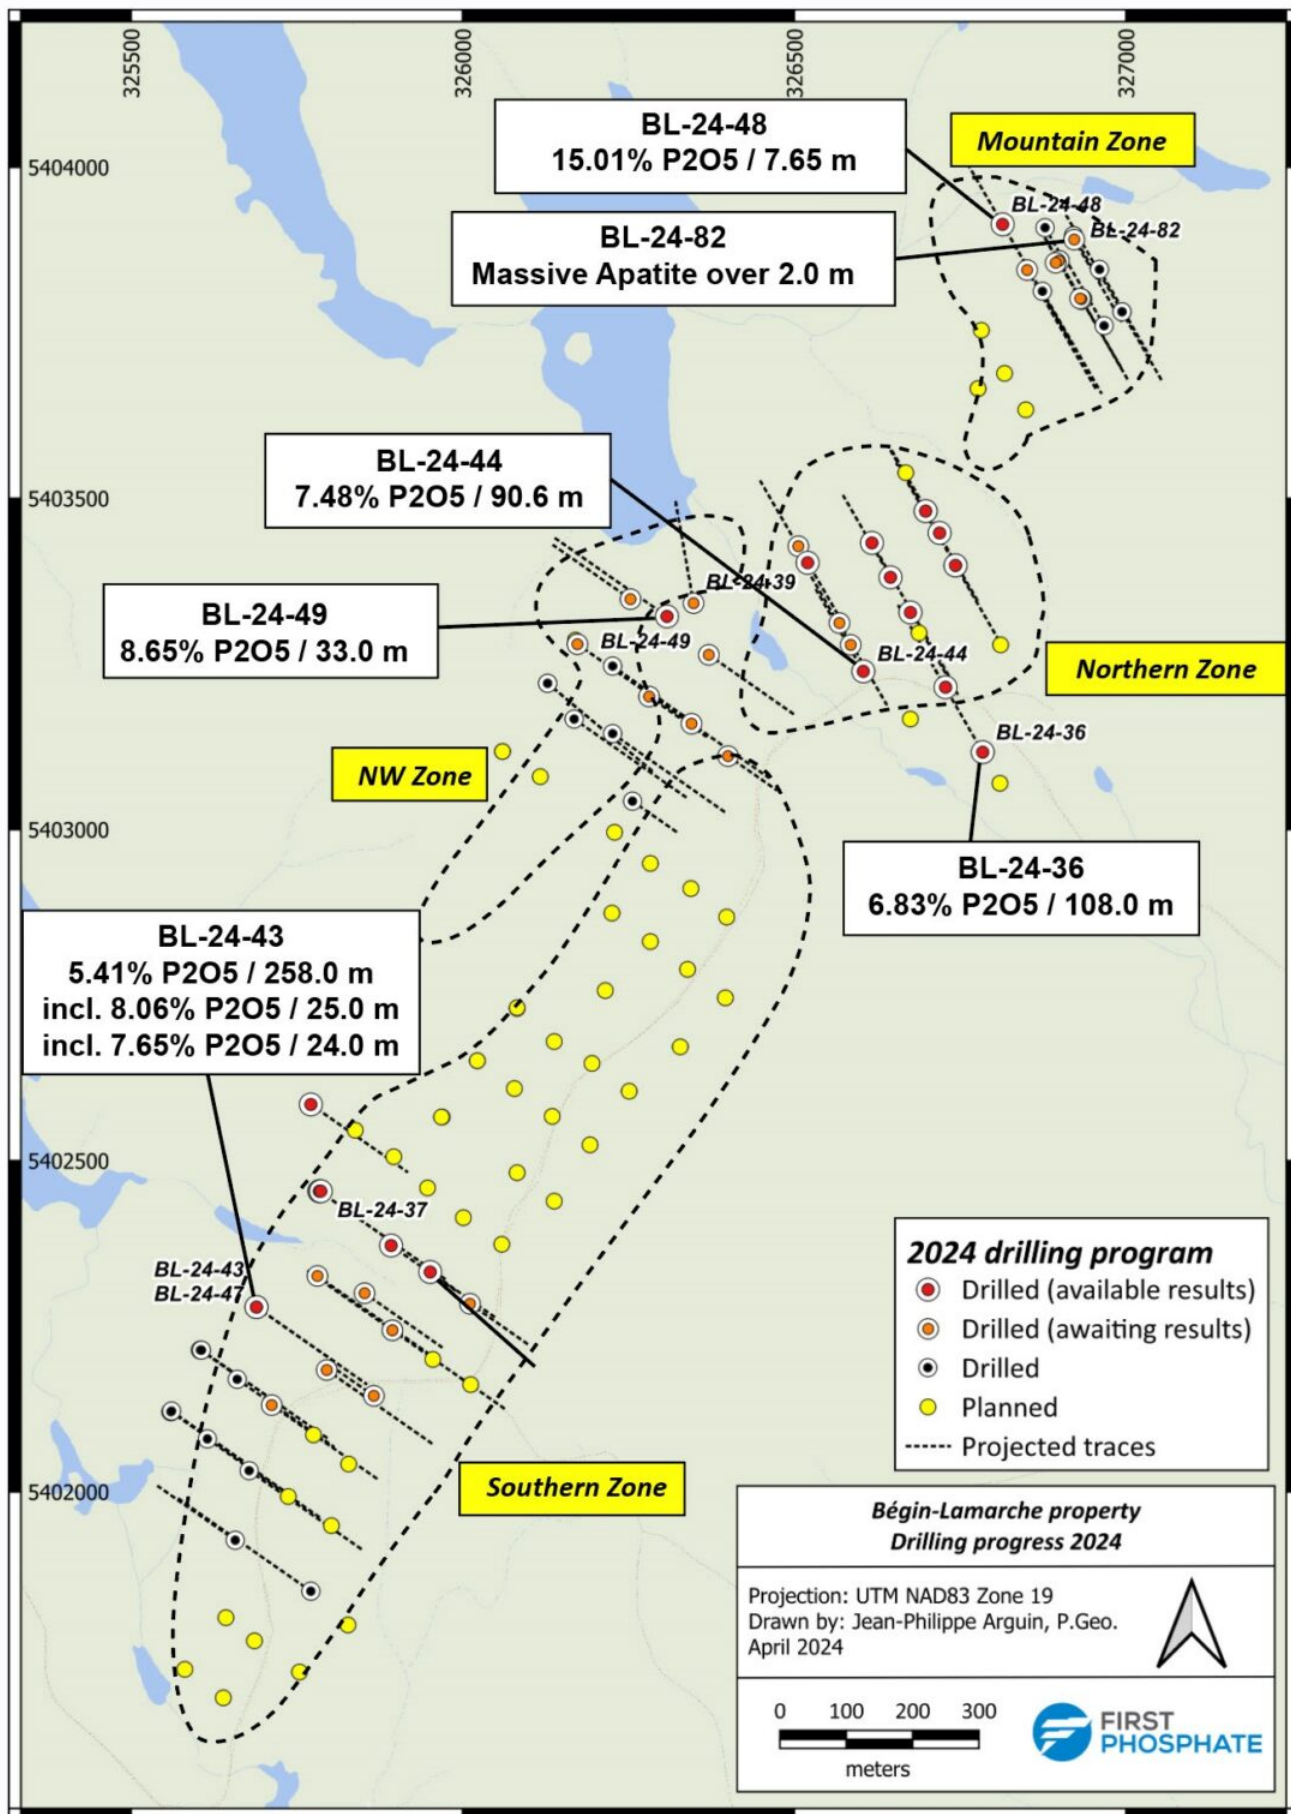 325500
326000
326500
327000
BL-24-48
15.01% P2O5 / 7.65 m
Mountain Zone
5404000
BL-24-48
BL-24-82
Massive Apatite over 2.0 m
BL-24-82
BL-24-44
7.48% P2O5 / 90.6 m
5403500
BL-24-39
BL-24-49
8.65% P2O5 / 33.0 m
BL-24-49
BL-24-44
Northern Zone
BL-24-36
NW Zone
5403000
BL-24-36
6.83% P2O5 / 108.0 m
BL-24-43
5.41% P2O5 / 258.0 m
incl. 8.06% P2O5 / 25.0 m
incl. 7.65% P2O5 / 24.0 m
5402500
BL-24-37
BL-24-43
BL-24-47
2024 drilling program
Drilled (available results)
Drilled (awaiting results)
Drilled
Planned
Projected traces
Southern Zone
5402000
Bégin-Lamarche property
Drilling progress 2024
Projection: UTM NAD83 Zone 19
Drawn by: Jean-Philippe Arguin, P.Geo.
April 2024
0 100 200 300
meters
FIRST
PHOSPHATE